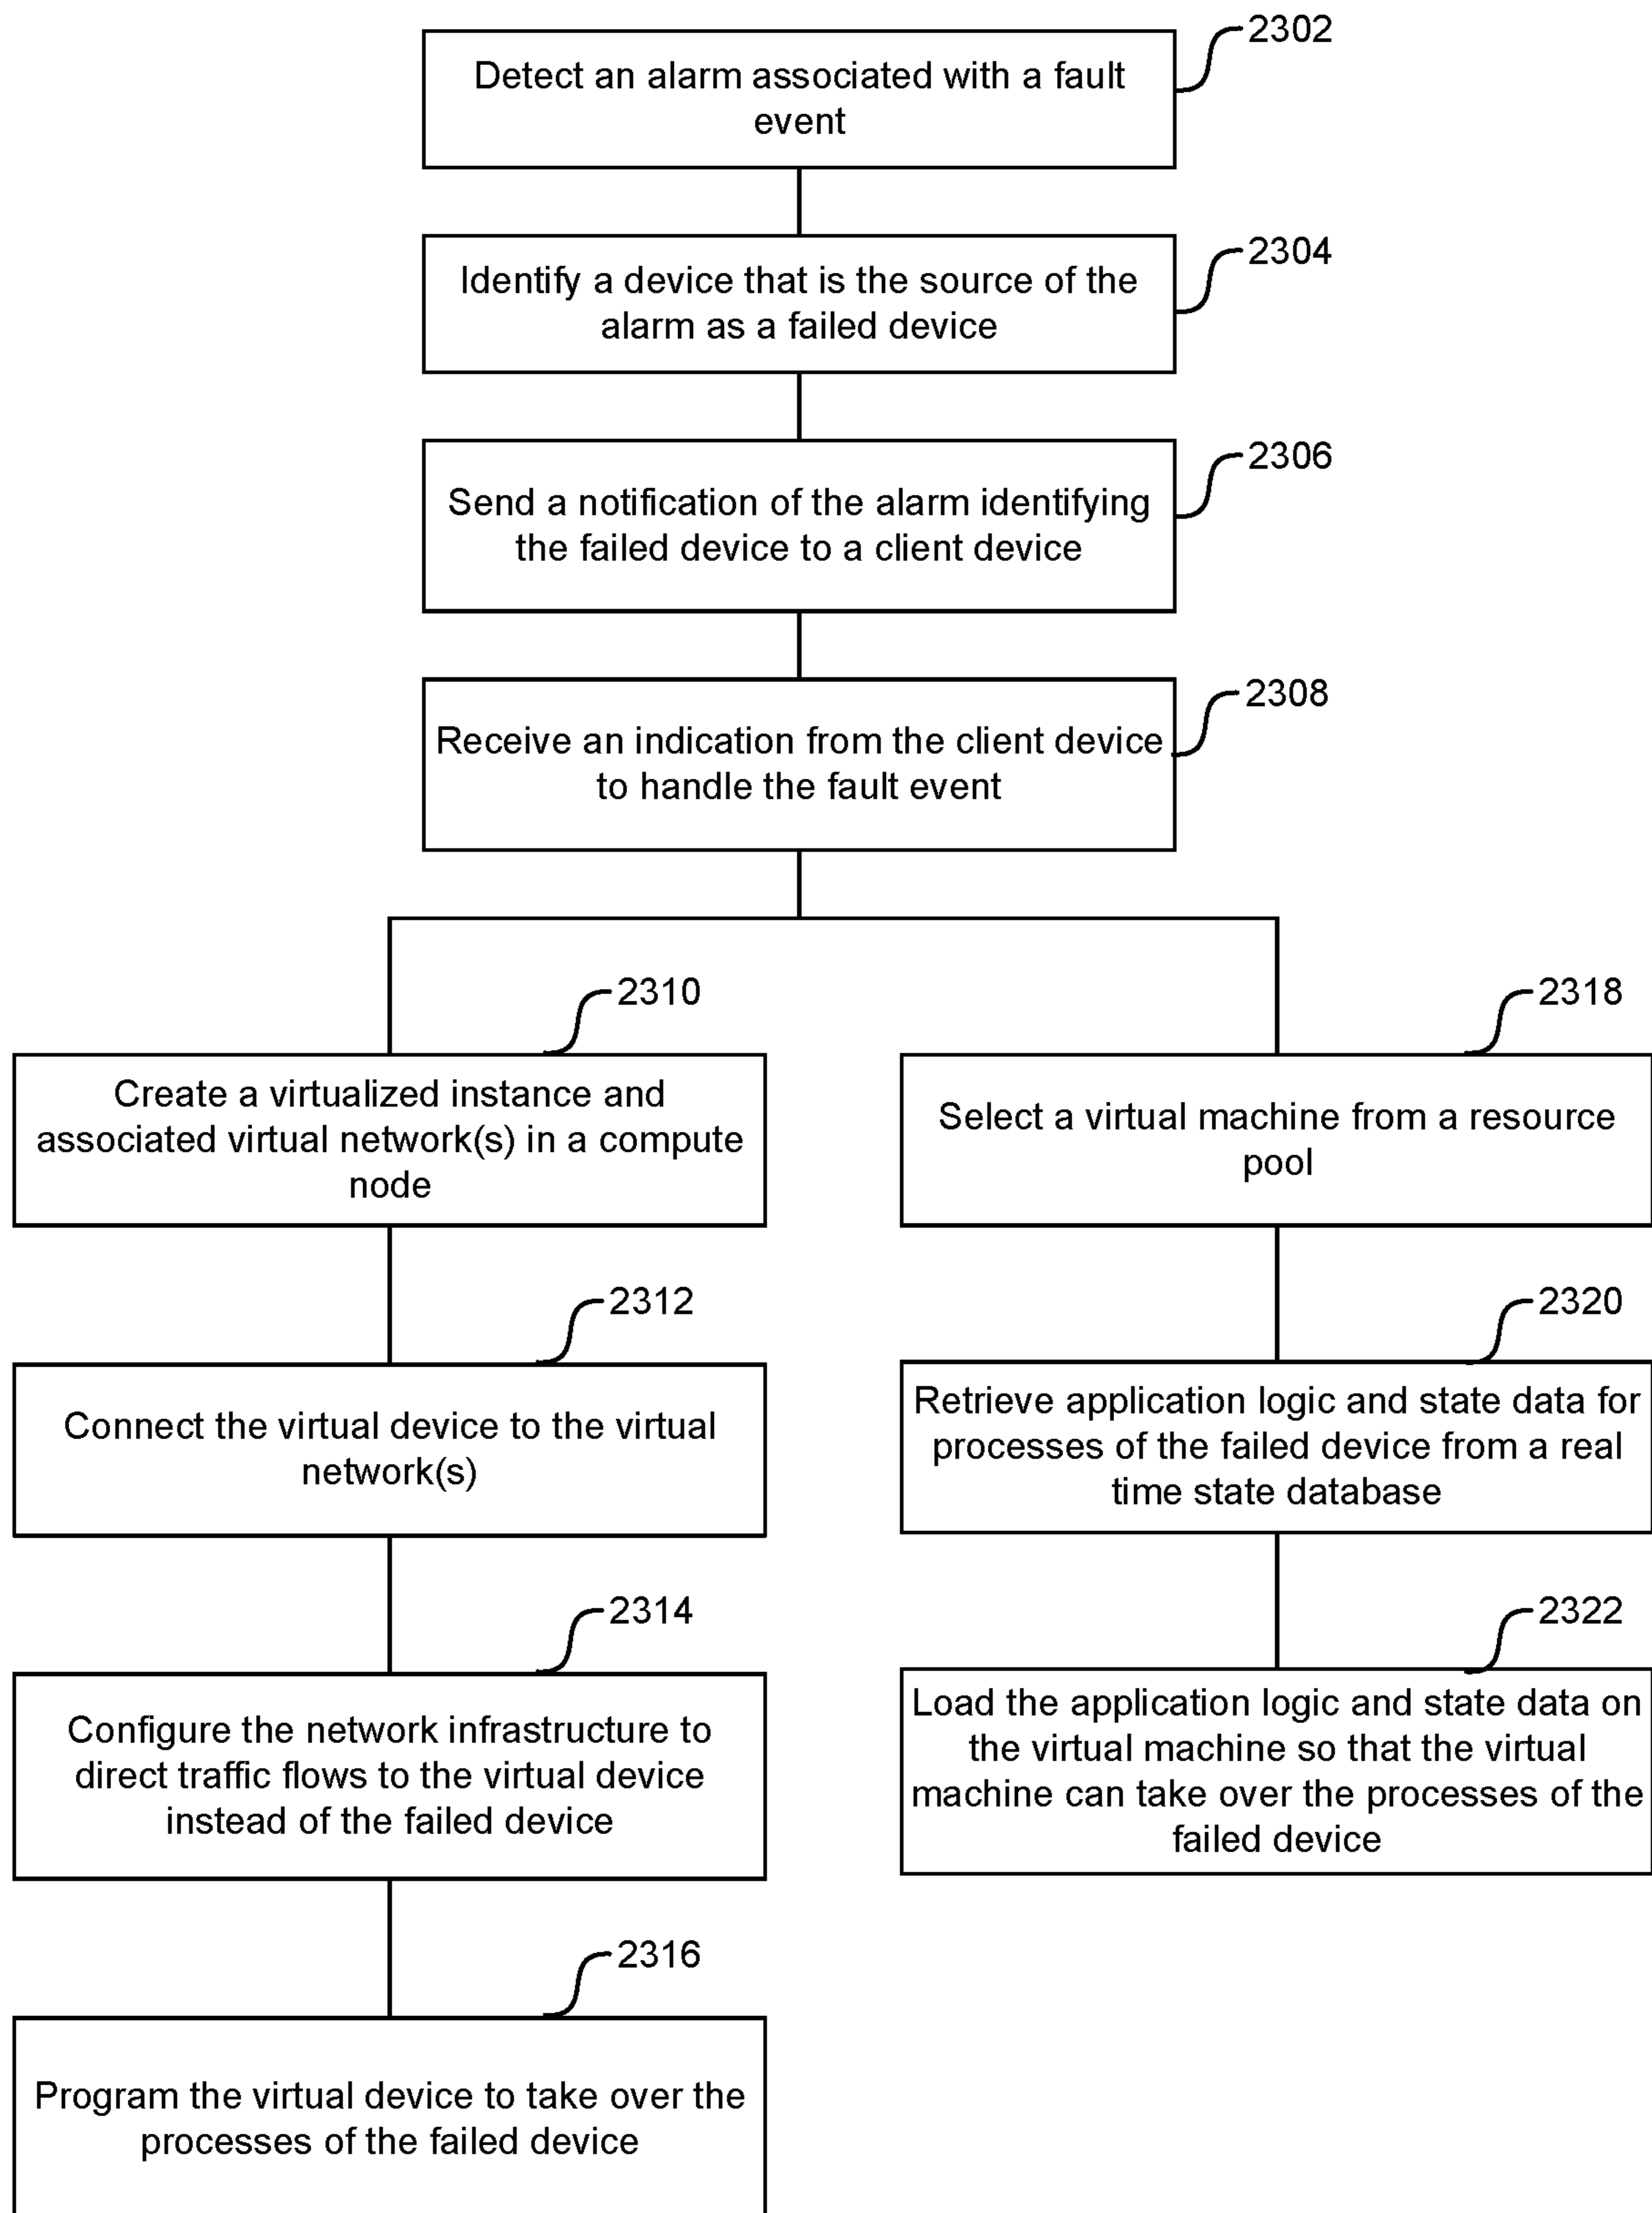 2302
Detect an alarm associated with a fault
event
2304
Identify a device that is the source of the
alarm as a failed device
2306
Send a notification of the alarm identifying
the failed device to a client device
2308
Receive an indication from the client device
to handle the fault event
2310
Create a virtualized instance and
associated virtual network(s) in a compute
node
2312
Connect the virtual device to the virtual
network(s)
2314
Configure the network infrastructure to
direct traffic flows to the virtual device
instead of the failed device
2316
Program the virtual device to take over the
processes of the failed device
2318
Select a virtual machine from a resource
pool
2320
Retrieve application logic and state data for
processes of the failed device from a real
time state database
2322
Load the application logic and state data on
the virtual machine so that the virtual
machine can take over the processes of the
failed device